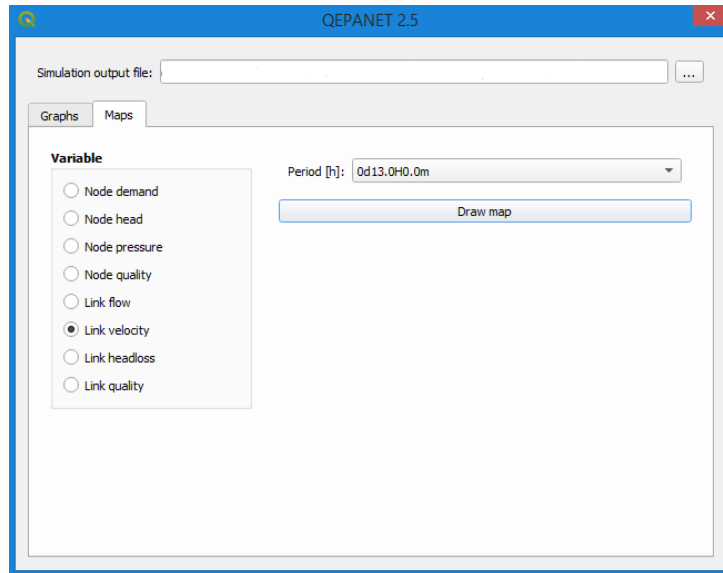 QEPANET 2.5
Simulation output file:
...
Graphs
Maps
Variable
Node demand
Node head
Node pressure
Node quality
Link flow
Link velocity
Link headloss
Link quality
Period [h]:
0d13.0H0.0m
Draw map